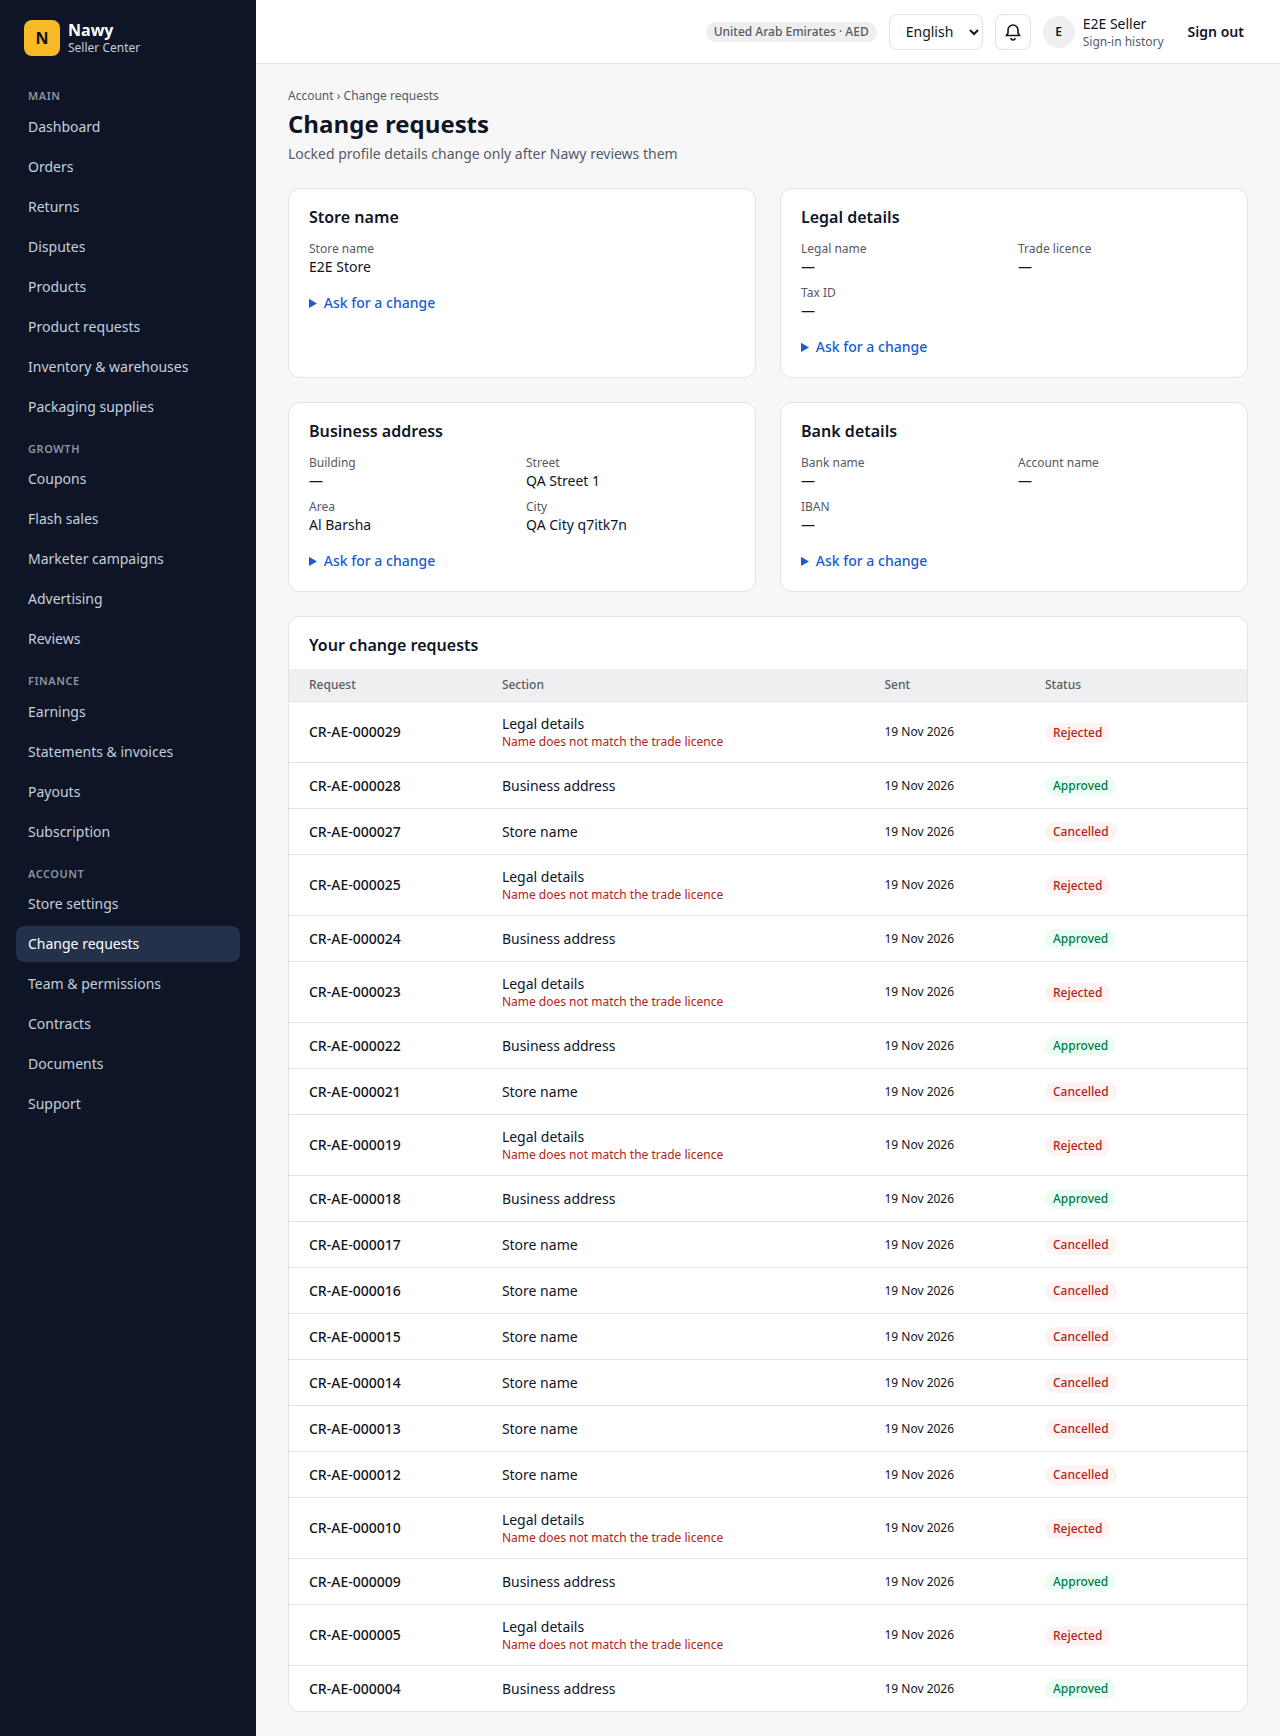 N
Nawy
Seller Center
MAIN
Dashboard
Orders
Returns
Disputes
Products
Product requests
Inventory & warehouses
Packaging supplies
GROWTH
Coupons
Flash sales
Marketer campaigns
Advertising
Reviews
FINANCE
Earnings
Statements & invoices
Payouts
Subscription
ACCOUNT
Store settings
Change requests
Team & permissions
Contracts
Documents
Support
United Arab Emirates · AED
English
E
E2E Seller
Sign-in history
Sign out
Account › Change requests
Change requests
Locked profile details change only after Nawy reviews them
Store name
Store name
E2E Store
Ask for a change
Legal details
Legal name Trade licence
— —
Tax ID
—
Ask for a change
Business address
Building Street
— QA Street 1
Area City
Al Barsha QA City q7itk7n
Ask for a change
Bank details
Bank name Account name
— —
IBAN
—
Ask for a change
Your change requests
Request Section Sent Status
CR-AE-000029 Legal details 19 Nov 2026 Rejected
Name does not match the trade licence
CR-AE-000028 Business address 19 Nov 2026 Approved
CR-AE-000027 Store name 19 Nov 2026 Cancelled
CR-AE-000025 Legal details 19 Nov 2026 Rejected
Name does not match the trade licence
CR-AE-000024 Business address 19 Nov 2026 Approved
CR-AE-000023 Legal details 19 Nov 2026 Rejected
Name does not match the trade licence
CR-AE-000022 Business address 19 Nov 2026 Approved
CR-AE-000021 Store name 19 Nov 2026 Cancelled
CR-AE-000019 Legal details 19 Nov 2026 Rejected
Name does not match the trade licence
CR-AE-000018 Business address 19 Nov 2026 Approved
CR-AE-000017 Store name 19 Nov 2026 Cancelled
CR-AE-000016 Store name 19 Nov 2026 Cancelled
CR-AE-000015 Store name 19 Nov 2026 Cancelled
CR-AE-000014 Store name 19 Nov 2026 Cancelled
CR-AE-000013 Store name 19 Nov 2026 Cancelled
CR-AE-000012 Store name 19 Nov 2026 Cancelled
CR-AE-000010 Legal details 19 Nov 2026 Rejected
Name does not match the trade licence
CR-AE-000009 Business address 19 Nov 2026 Approved
CR-AE-000005 Legal details 19 Nov 2026 Rejected
Name does not match the trade licence
CR-AE-000004 Business address 19 Nov 2026 Approved